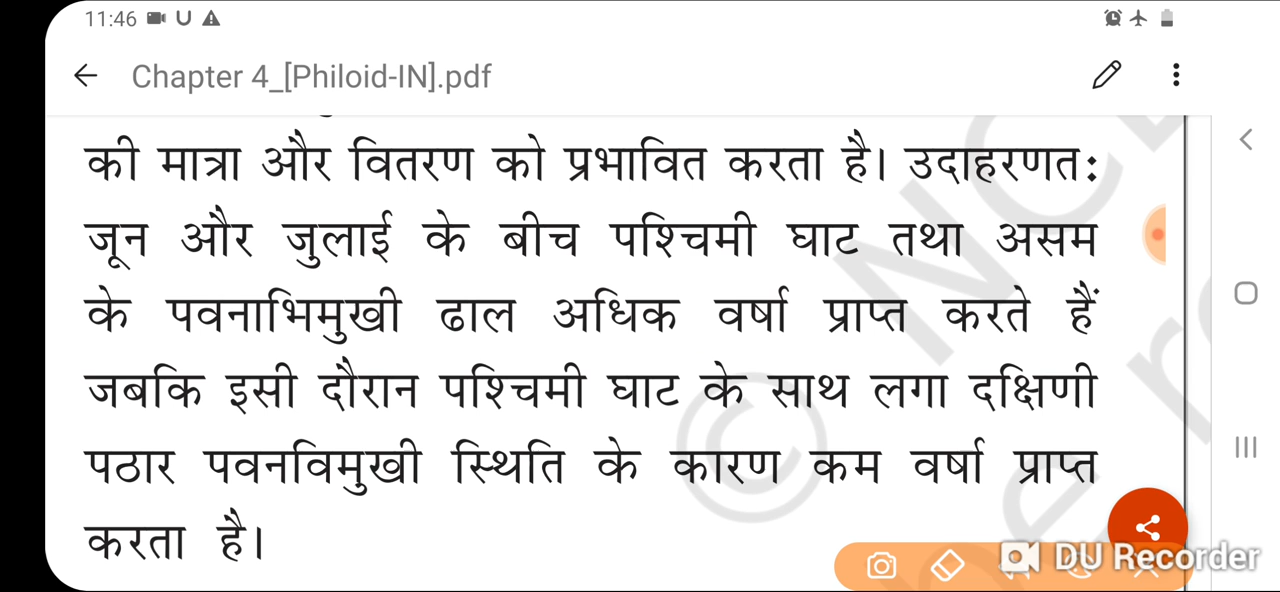 11:46
Chapter 4_[Philoid-IN].pdf
की मात्रा और वितरण को प्रभावित करता है। उदाहरणतः
जून और जुलाई के बीच पश्चिमी घाट तथा असम
के पवनाभिमुखी ढाल अधिक वर्षा प्राप्त करते हैं
जबकि इसी दौरान पश्चिमी घाट के साथ लगा दक्षिणी
पठार पवनविमुखी स्थिति के कारण कम वर्षा प्राप्त
करता है।
DU Recorder